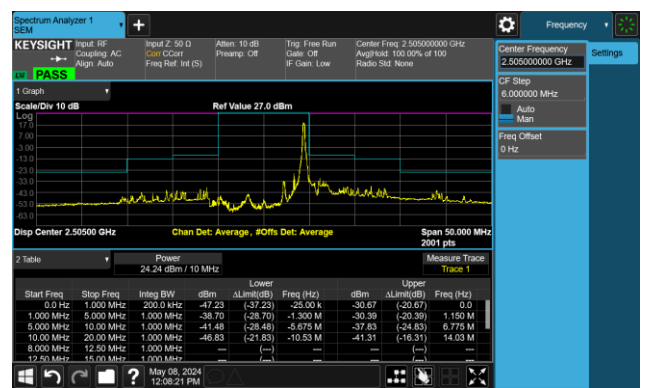 Spectrum Analyzer 1
SEM
Frequency
KEYSIGHT
Input: RF
Coupling: AC
Align: Auto
Input Z: 50 Ω
Corr CCorr
Freq Ref: Int (S)
Atten: 10 dB
Preamp: Off
Trig: Free Run
Gate: Off
IF Gain: Low
Center Freq: 2.505000000 GHz
Avg|Hold: 100.00% of 100
Radio Std: None
LW PASS
Center Frequency
2.505000000 GHz
Settings
CF Step
6.000000 MHz
Auto
Man
Freq Offset
0 Hz
1 Graph
Scale/Div 10 dB
Ref Value 27.0 dBm
Log
17.0
7.00
-3.00
-13.0
-23.0
-33.0
-43.0
-53.0
-63.0
Disp Center 2.50500 GHz
Chan Det: Average, #Offs Det: Average
Span 50.000 MHz
2001 pts
2 Table
Power
24.24 dBm / 10 MHz
Measure Trace
Trace 1
Lower Upper
Start Freq Stop Freq Integ BW dBm ΔLimit(dB) Freq (Hz) dBm ΔLimit(dB) Freq (Hz)
0.0 Hz 1.000 MHz 200.0 kHz -47.23 (-37.23) -25.00 k -30.67 (-20.67) 0.0
1.000 MHz 5.000 MHz 1.000 MHz -38.70 (-28.70) -1.300 M -30.39 (-20.39) 1.150 M
5.000 MHz 10.00 MHz 1.000 MHz -41.48 (-28.48) -5.675 M -37.83 (-24.83) 6.775 M
10.00 MHz 20.00 MHz 1.000 MHz -46.83 (-21.83) -10.53 M -41.31 (-16.31) 14.03 M
8.000 MHz 12.50 MHz 1.000 MHz --- (---) --- --- (---) ---
12.50 MHz 15.00 MHz 1.000 MHz --- (---) --- --- (---) ---
?
May 08, 2024
12:08:21 PM